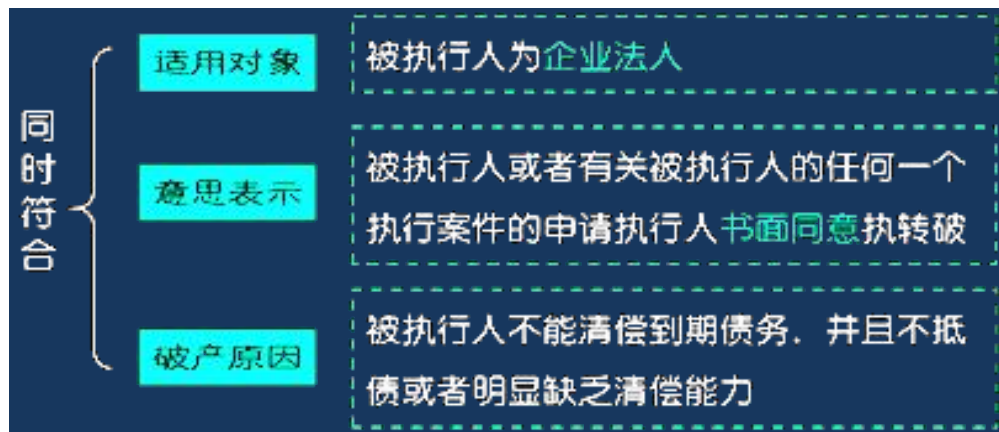 同时符合
适用对象
被执行人为企业法人
意思表示
被执行人或者有关被执行人的任何一个
执行案件的申请执行人书面同意执转破
破产原因
被执行人不能清偿到期债务，并且不抵
债或者明显缺乏清偿能力